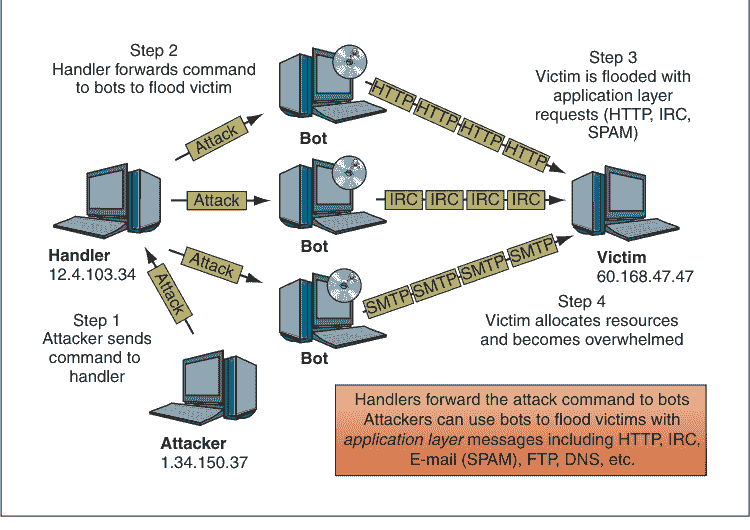 Step 2
Handler forwards command
to bots to flood victim
Step 3
Victim is flooded with
application layer
requests (HTTP, IRC,
SPAM)
Attack
Bot
HTTP HTTP HTTP HTTP
Attack
Bot
IRC IRC IRC IRC
Handler
12.4.103.34
Victim
60.168.47.47
Attack
Bot
SMTP SMTP SMTP SMTP
Attack
Step 1
Attacker sends
command to
handler
Step 4
Victim allocates resources
and becomes overwhelmed
Attacker
1.34.150.37
Handlers forward the attack command to bots
Attackers can use bots to flood victims with
application layer messages including HTTP, IRC,
E-mail (SPAM), FTP, DNS, etc.